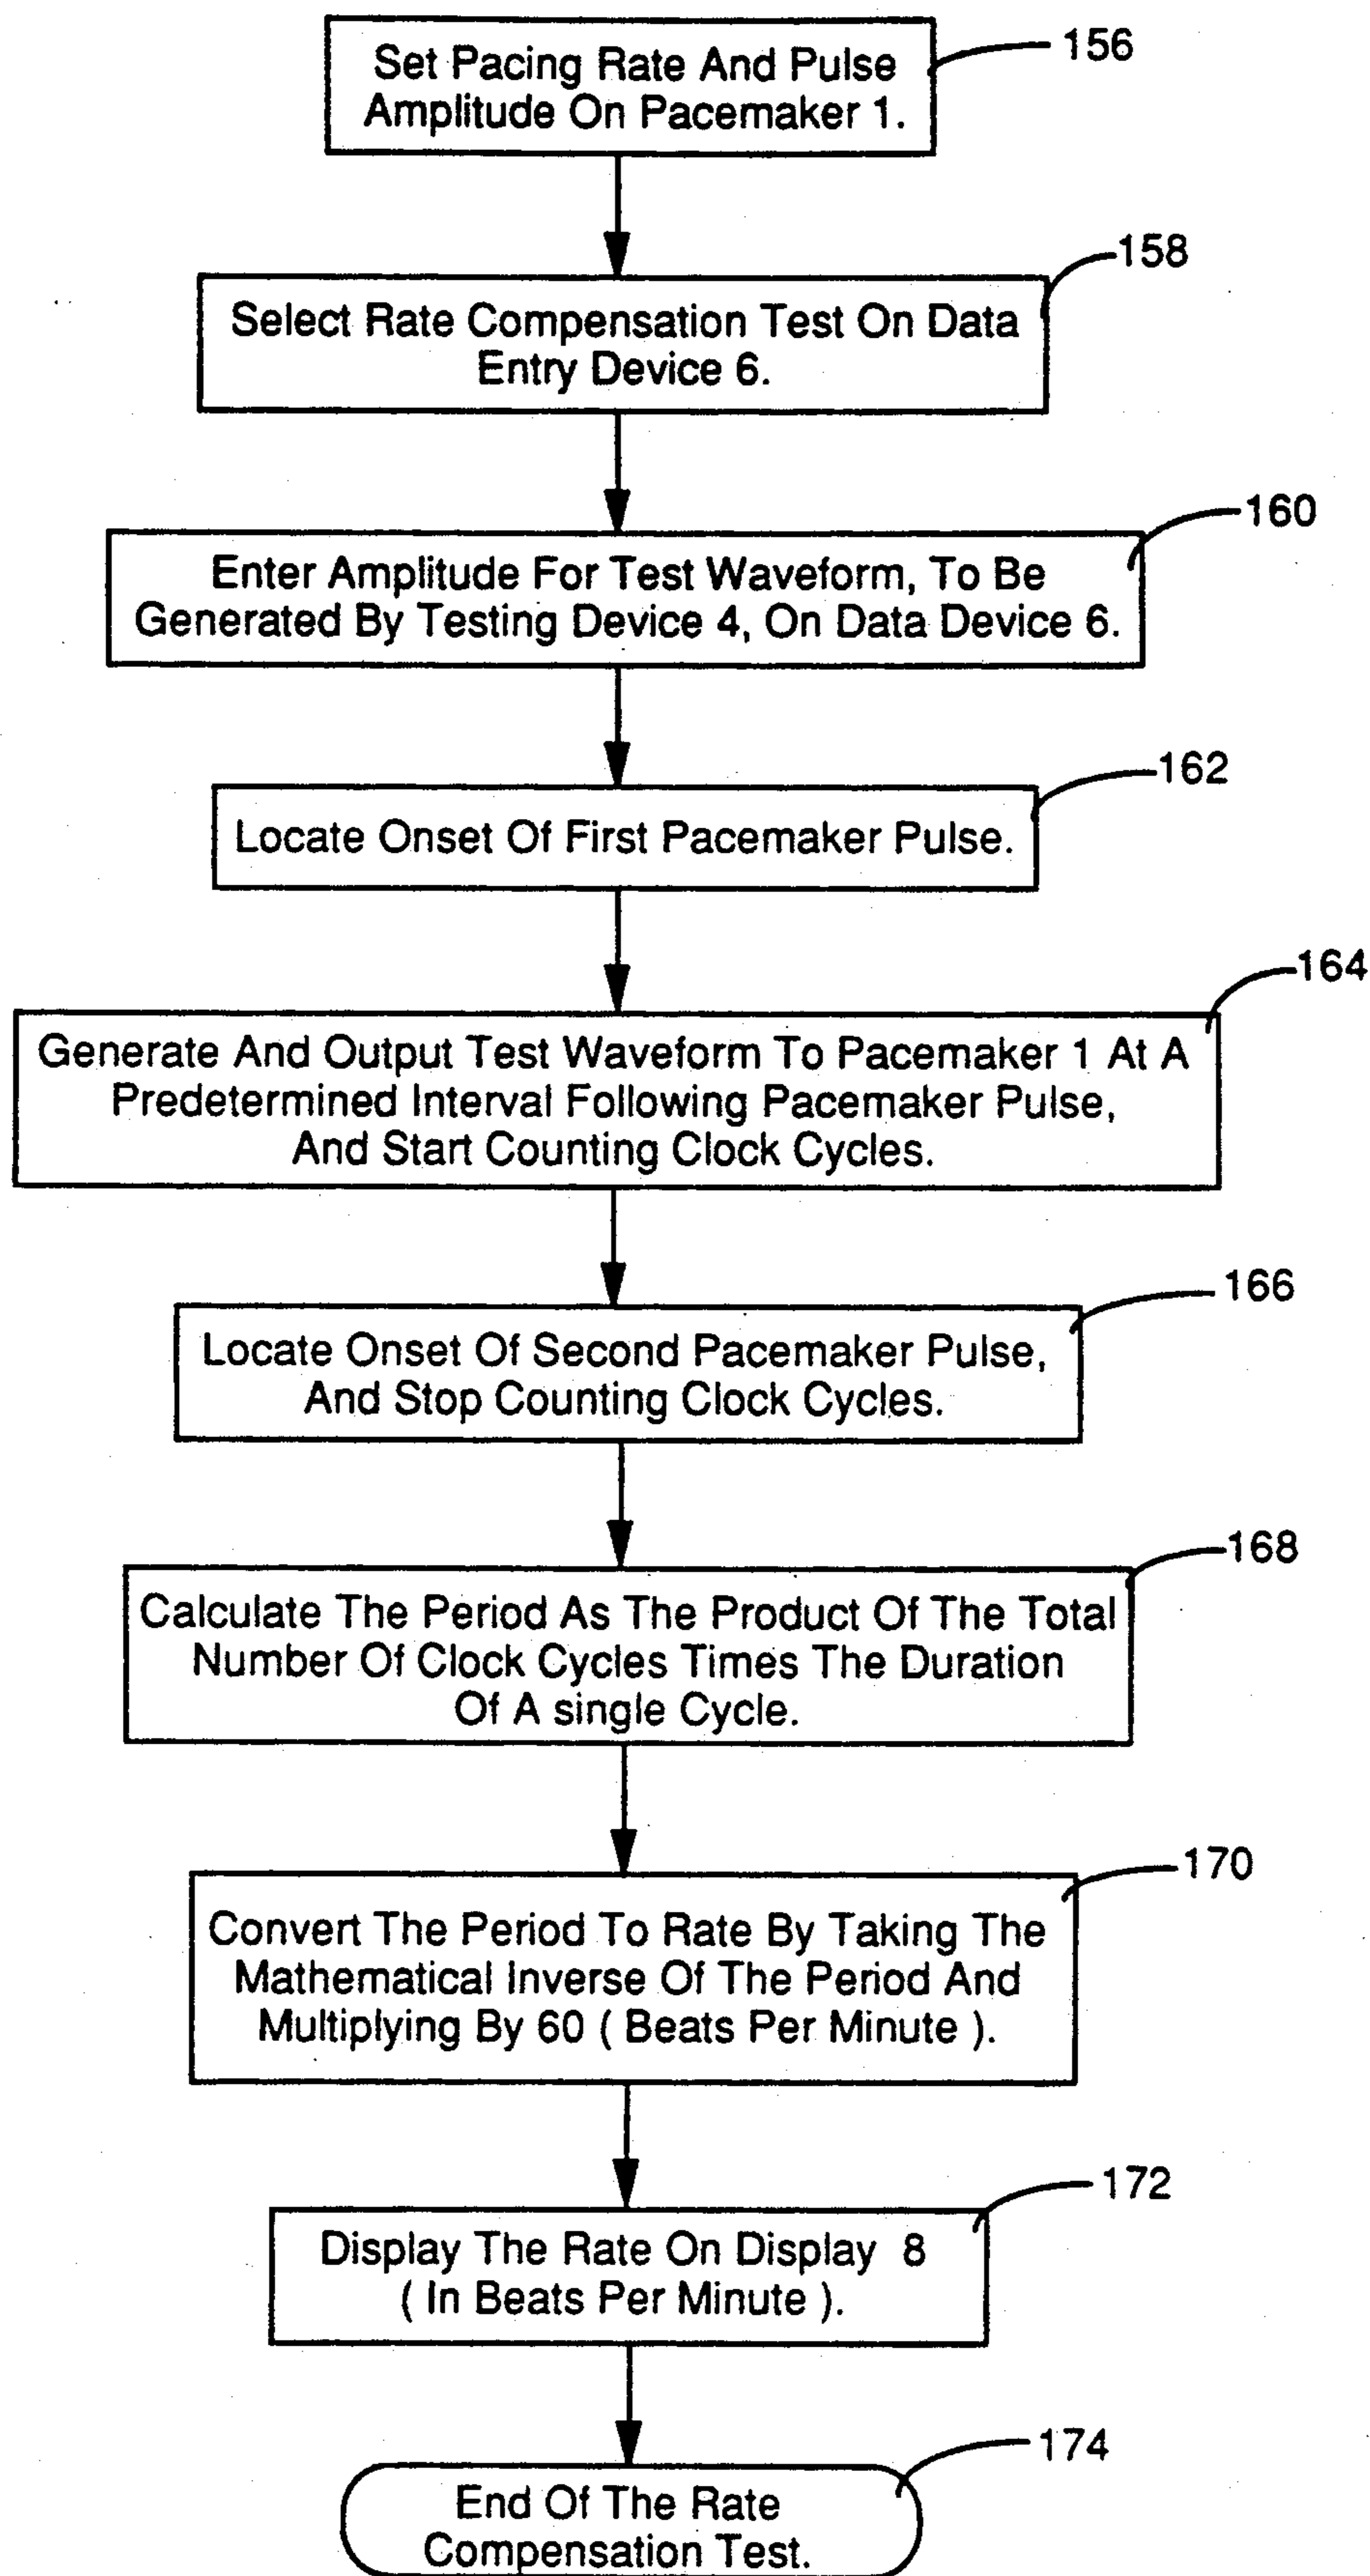 156
Set Pacing Rate And Pulse
Amplitude On Pacemaker 1.
158
Select Rate Compensation Test On Data
Entry Device 6.
160
Enter Amplitude For Test Waveform, To Be
Generated By Testing Device 4, On Data Device 6.
162
Locate Onset Of First Pacemaker Pulse.
164
Generate And Output Test Waveform To Pacemaker 1 At A
Predetermined Interval Following Pacemaker Pulse,
And Start Counting Clock Cycles.
166
Locate Onset Of Second Pacemaker Pulse,
And Stop Counting Clock Cycles.
168
Calculate The Period As The Product Of The Total
Number Of Clock Cycles Times The Duration
Of A single Cycle.
170
Convert The Period To Rate By Taking The
Mathematical Inverse Of The Period And
Multiplying By 60 ( Beats Per Minute ).
172
Display The Rate On Display 8
( In Beats Per Minute ).
174
End Of The Rate
Compensation Test.